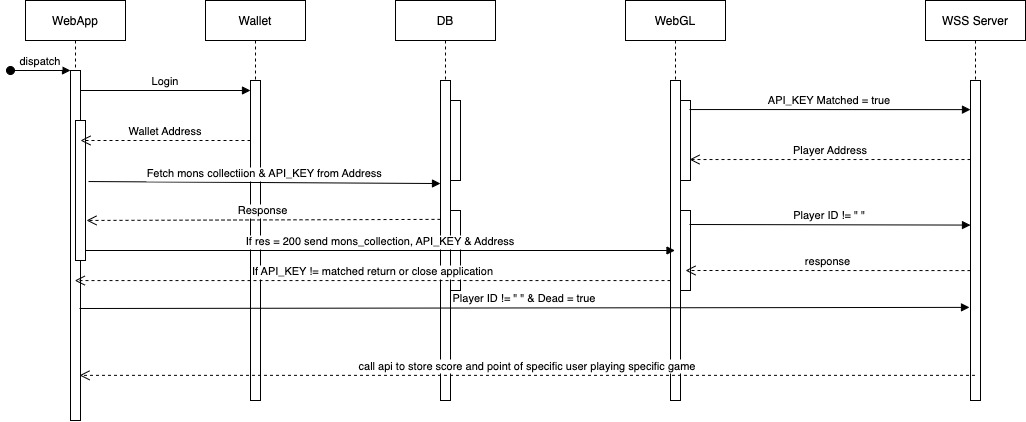 WebApp
Wallet
DB
WebGL
WSS Server
dispatch
Login
API_KEY Matched = true
Wallet Address
Player Address
Fetch mons collectiion & API_KEY from Address
Response
Player ID != " "
If res = 200 send mons_collection, API_KEY & Address
response
If API_KEY != matched return or close application
Player ID != " " & Dead = true
call api to store score and point of specific user playing specific game